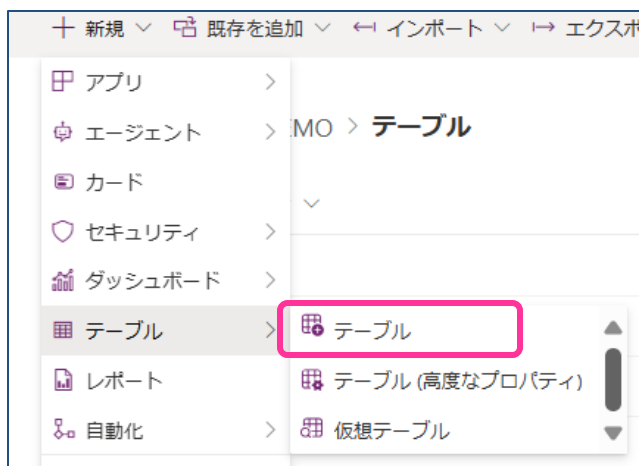 新規 既存を追加 インポート エクスポ
アプリ
エージェント
MO > テーブル
カード
セキュリティ
ダッシュボード
テーブル
テーブル
レポート
テーブル (高度なプロパティ)
自動化
仮想テーブル